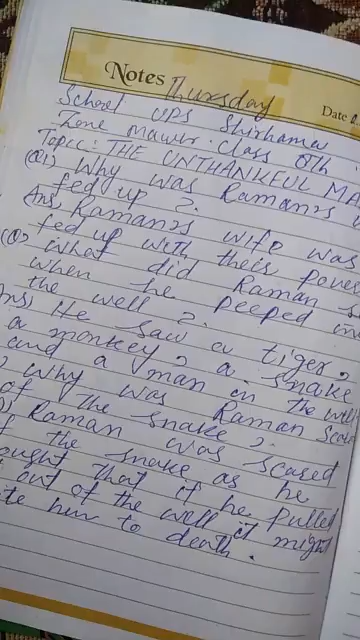 Notes Thursday
Date
School UPS Shirhama
Zone Mawer. Class 8th
Topic: THE UNTHANKFUL MA
(Q1) Why was Raman's
fed up ?
Ans) Raman's wife was
fed up with their pover
(Q) What did Raman s
when he peeped in
the well ?
Ans) He saw a tiger,
a monkey, a snake
and a man in the well
) Why was Raman Scar
of the snake ?
) Raman was scared
f the snake as he
ought that if he pulled
out of the well it might
ite him to death.